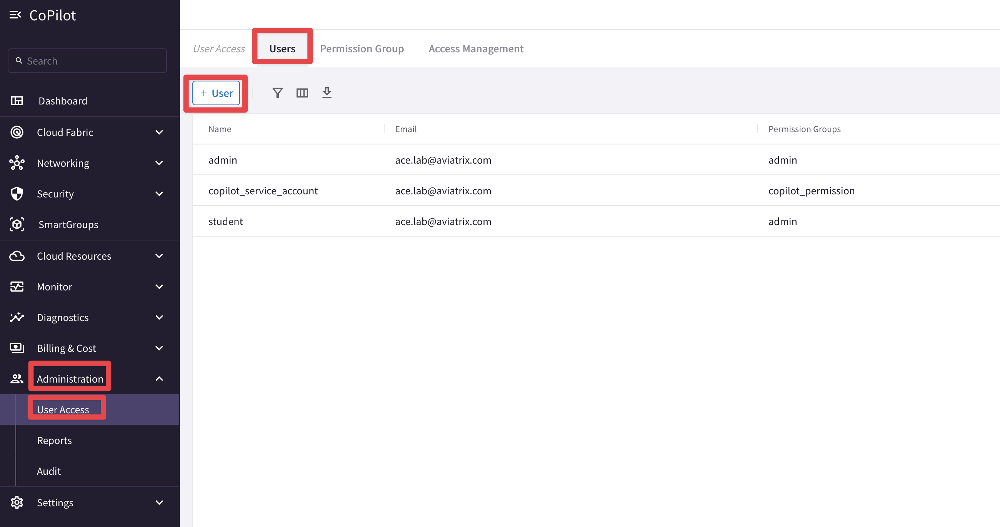 CoPilot
Search
Dashboard
Cloud Fabric
Networking
Security
SmartGroups
Cloud Resources
Monitor
Diagnostics
Billing & Cost
Administration
User Access
Reports
Audit
Settings
User Access Users Permission Group Access Management
+ User
Name Email Permission Groups
admin ace.lab@aviatrix.com admin
copilot_service_account ace.lab@aviatrix.com copilot_permission
student ace.lab@aviatrix.com admin